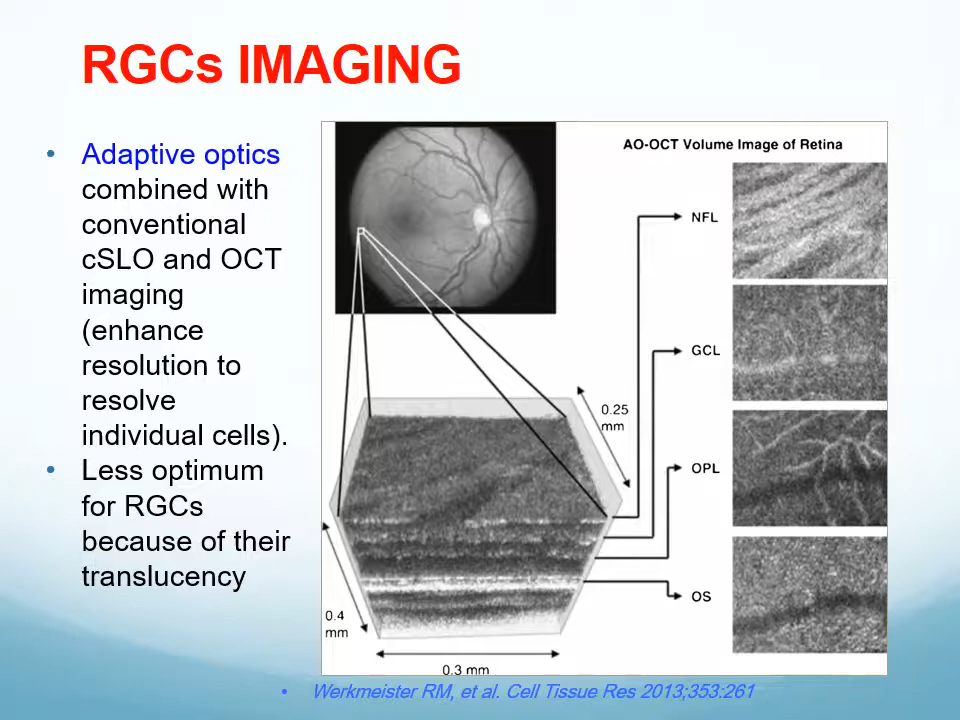 RGCs IMAGING
• Adaptive optics
combined with
conventional
cSLO and OCT
imaging
(enhance
resolution to
resolve
individual cells).
• Less optimum
for RGCs
because of their
translucency
AO-OCT Volume Image of Retina
NFL
GCL
OPL
OS
0.25
mm
0.4
mm
0.3 mm
• Werkmeister RM, et al. Cell Tissue Res 2013;353:261